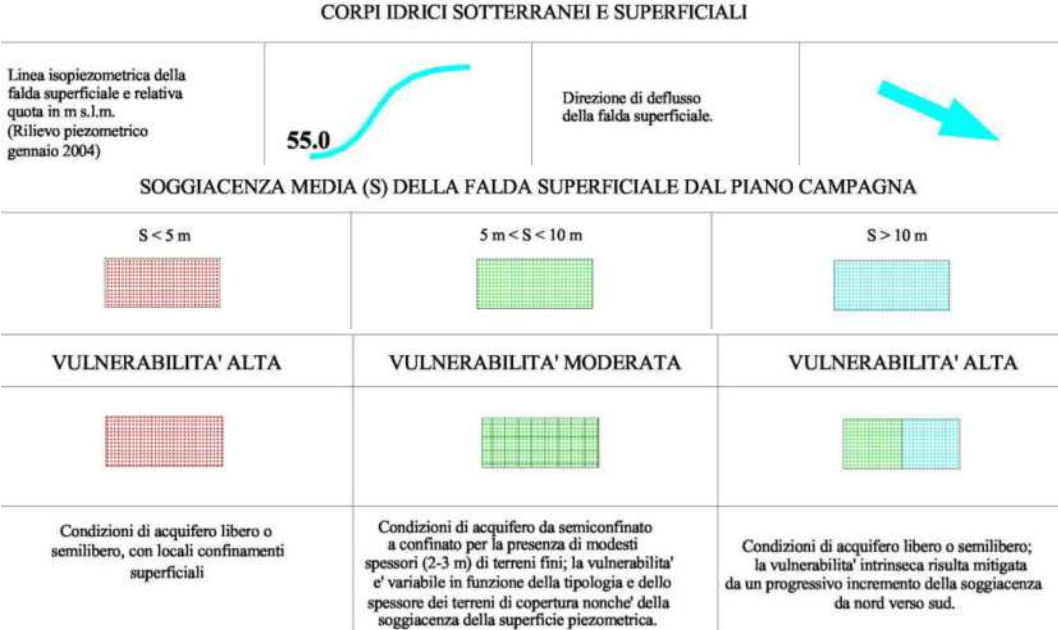 CORPI IDRICI SOTTERRANEI E SUPERFICIALI
Linea isopiezometrica della
falda superficiale e relativa
quota in m s.l.m.
(Rilievo piezometrico
gennaio 2004)
55.0
Direzione di deflusso
della falda superficiale.
SOGGIACENZA MEDIA (S) DELLA FALDA SUPERFICIALE DAL PIANO CAMPAGNA
S < 5 m
5 m < S < 10 m
S > 10 m
VULNERABILITA' ALTA
VULNERABILITA' MODERATA
VULNERABILITA' ALTA
Condizioni di acquifero libero o
semilibero, con locali confinamenti
superficiali
Condizioni di acquifero da semiconfinato
a confinato per la presenza di modesti
spessori (2-3 m) di terreni fini; la vulnerabilita'
e' variabile in funzione della tipologia e dello
spessore dei terreni di copertura nonche' della
soggiacenza della superficie piezometrica.
Condizioni di acquifero libero o semilibero;
la vulnerabilita' intrinseca risulta mitigata
da un progressivo incremento della soggiacenza
da nord verso sud.